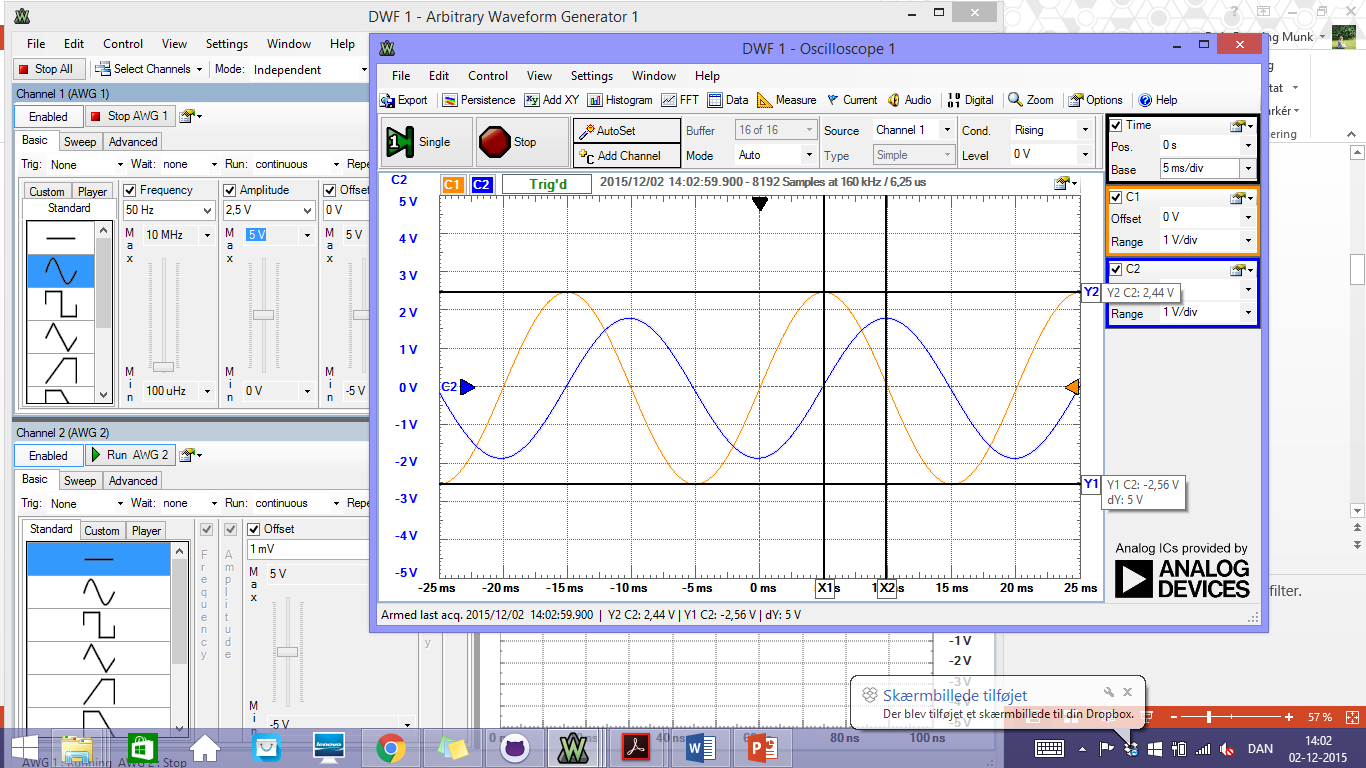 DWF 1 - Arbitrary Waveform Generator 1
File Edit Control View Settings Window Help
Stop All Select Channels Mode: Independent
Channel 1 (AWG 1)
Enabled Stop AWG 1
Basic Sweep Advanced
Trig: None Wait: none Run: continuous Repe
Custom Player
Standard
Frequency Amplitude Offset
50 Hz 2,5 V 0 V
Max 10 MHz Max 5 V 5 V
Min 100 uHz Min 0 V -5 V
Channel 2 (AWG 2)
Enabled Run AWG 2
Basic Sweep Advanced
Trig: None Wait: none Run: continuous Repe
Standard Custom Player
Frequency
Amplitude
Offset
1 mV
Max 5 V
Min -5 V
AWG 1 : Running AWG 2 : Stop
DWF 1 - Oscilloscope 1
File Edit Control View Settings Window Help
Export Persistence Add XY Histogram FFT Data Measure Current Audio Digital Zoom Options Help
Single Stop AutoSet
Add Channel
Buffer 16 of 16 Source Channel 1 Cond. Rising
Mode Auto Type Simple Level 0 V
C2 C1 C2 Trig'd 2015/12/02 14:02:59.900 - 8192 Samples at 160 kHz / 6,25 us
5 V
4 V
3 V
2 V
1 V
0 V
-1 V
-2 V
-3 V
-4 V
-5 V
C2
-25 ms -20 ms -15 ms -10 ms -5 ms 0 ms X1 s X2 15 ms 20 ms 25 ms
Time
Pos. 0 s
Base 5 ms/div
C1
Offset 0 V
Range 1 V/div
C2
Y2 Y2 C2: 2,44 V
Range 1 V/div
Y1 Y1 C2: -2,56 V
dY: 5 V
Analog ICs provided by
ANALOG
DEVICES
Armed last acq. 2015/12/02 14:02:59.900 | Y2 C2: 2,44 V | Y1 C2: -2,56 V | dY: 5 V
Munk
tat
kér
ering
filter.
y
-1 V
-2 V
60 ms 80 ms 100 ms
Skærmbillede tilføjet
Der blev tilføjet et skærmbillede til din Dropbox.
57 %
lenovo
DAN
14:02
02-12-2015